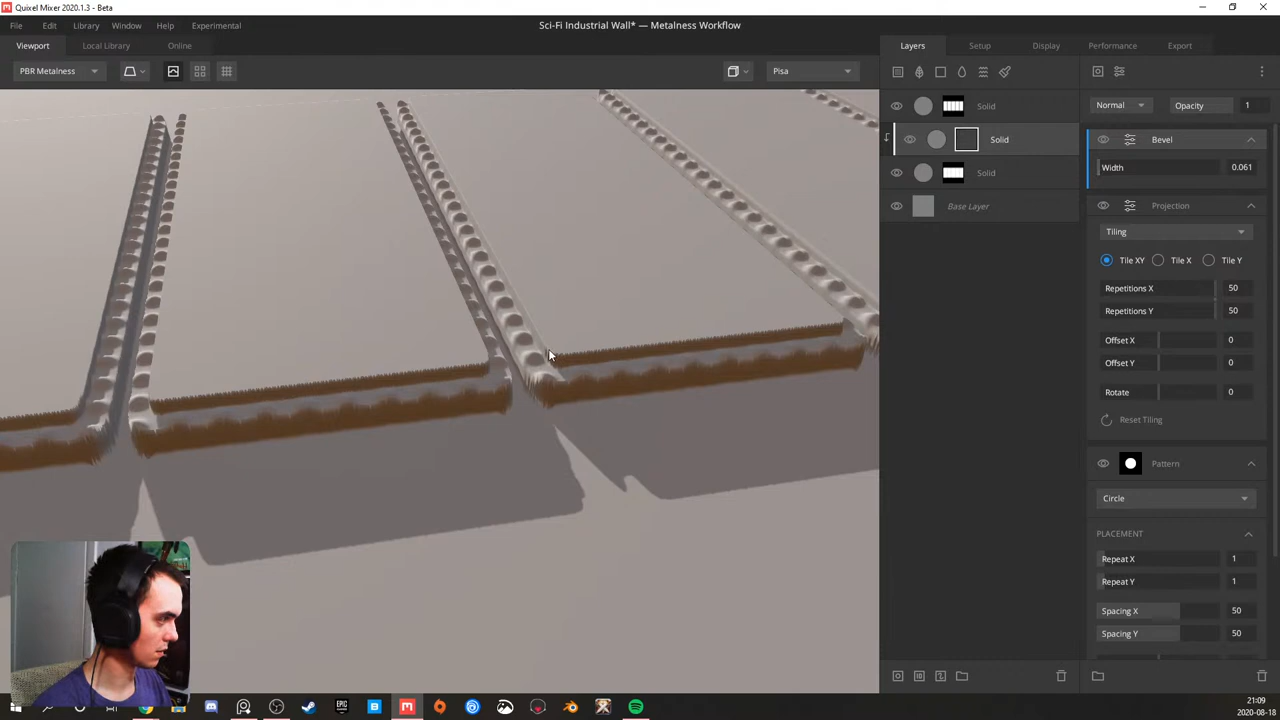 Quixel Mixer 2020.1.3 - Beta
File Edit Library Window Help Experimental
Sci-Fi Industrial Wall* — Metalness Workflow
Viewport Local Library Online
Layers Setup Display Performance Export
PBR Metalness
Pisa
Solid
Solid
Solid
Base Layer
Normal Opacity 1
Bevel
Width 0.061
Projection
Tiling
Tile XY Tile X Tile Y
Repetitions X 50
Repetitions Y 50
Offset X 0
Offset Y 0
Rotate 0
Reset Tiling
Pattern
Circle
PLACEMENT
Repeat X 1
Repeat Y 1
Spacing X 50
Spacing Y 50
21:09
2020-08-18